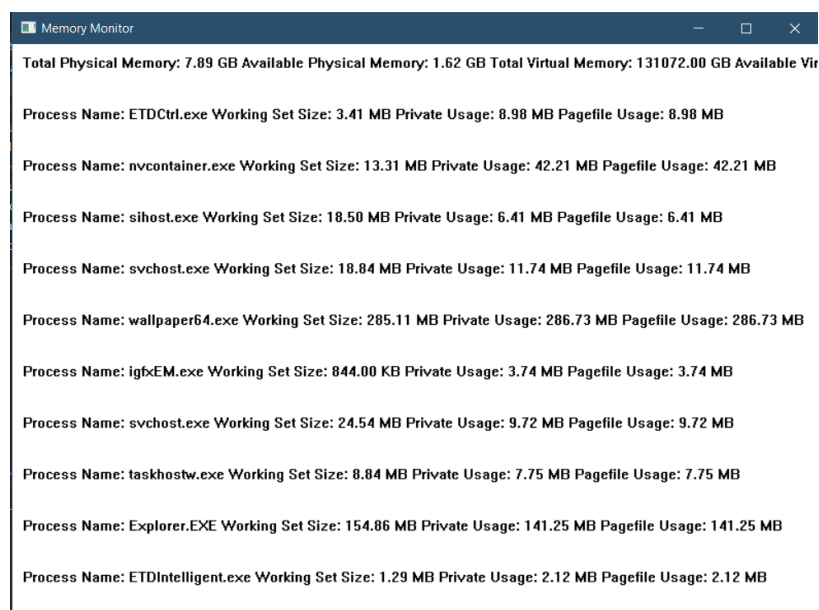 Memory Monitor
Total Physical Memory: 7.89 GB Available Physical Memory: 1.62 GB Total Virtual Memory: 131072.00 GB Available Vir
Process Name: ETDCtrl.exe Working Set Size: 3.41 MB Private Usage: 8.98 MB Pagefile Usage: 8.98 MB
Process Name: nvcontainer.exe Working Set Size: 13.31 MB Private Usage: 42.21 MB Pagefile Usage: 42.21 MB
Process Name: sihost.exe Working Set Size: 18.50 MB Private Usage: 6.41 MB Pagefile Usage: 6.41 MB
Process Name: svchost.exe Working Set Size: 18.84 MB Private Usage: 11.74 MB Pagefile Usage: 11.74 MB
Process Name: wallpaper64.exe Working Set Size: 285.11 MB Private Usage: 286.73 MB Pagefile Usage: 286.73 MB
Process Name: igfxEM.exe Working Set Size: 844.00 KB Private Usage: 3.74 MB Pagefile Usage: 3.74 MB
Process Name: svchost.exe Working Set Size: 24.54 MB Private Usage: 9.72 MB Pagefile Usage: 9.72 MB
Process Name: taskhostw.exe Working Set Size: 8.84 MB Private Usage: 7.75 MB Pagefile Usage: 7.75 MB
Process Name: Explorer.EXE Working Set Size: 154.86 MB Private Usage: 141.25 MB Pagefile Usage: 141.25 MB
Process Name: ETDIntelligent.exe Working Set Size: 1.29 MB Private Usage: 2.12 MB Pagefile Usage: 2.12 MB